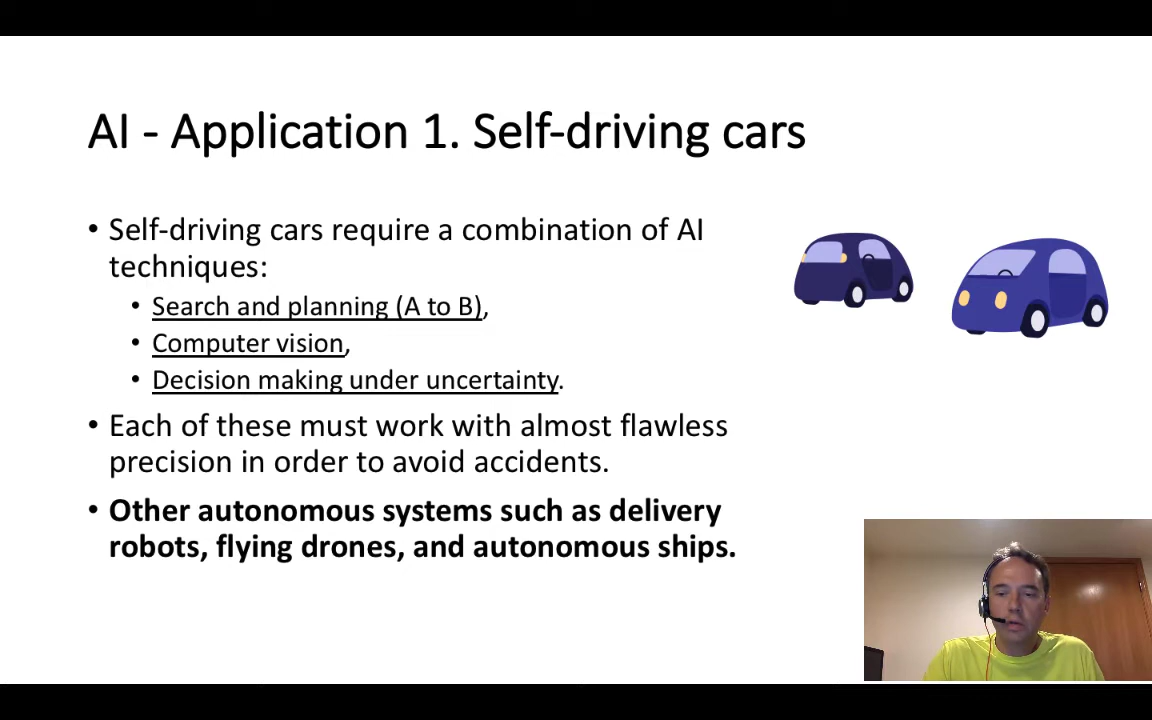 AI - Application 1. Self-driving cars
• Self-driving cars require a combination of AI
techniques:
• Search and planning (A to B),
• Computer vision,
• Decision making under uncertainty.
• Each of these must work with almost flawless
precision in order to avoid accidents.
• Other autonomous systems such as delivery
robots, flying drones, and autonomous ships.